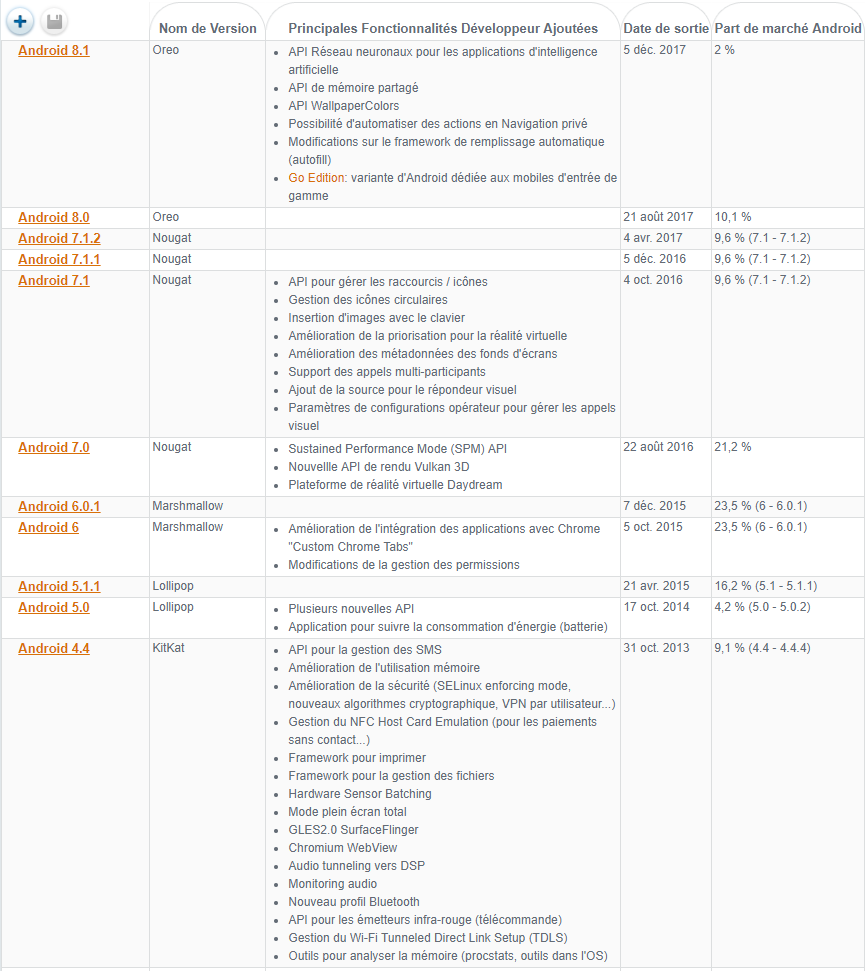 Nom de Version Principales Fonctionnalités Développeur Ajoutées Date de sortie Part de marché Android
Android 8.1 Oreo 5 déc. 2017 2 %
API Réseau neuronaux pour les applications d'intelligence
artificielle
API de mémoire partagé
API WallpaperColors
Possibilité d'automatiser des actions en Navigation privé
Modifications sur le framework de remplissage automatique
(autofill)
Go Edition: variante d'Android dédiée aux mobiles d'entrée de
gamme
Android 8.0 Oreo 21 août 2017 10,1 %
Android 7.1.2 Nougat 4 avr. 2017 9,6 % (7.1 - 7.1.2)
Android 7.1.1 Nougat 5 déc. 2016 9,6 % (7.1 - 7.1.2)
Android 7.1 Nougat 4 oct. 2016 9,6 % (7.1 - 7.1.2)
API pour gérer les raccourcis / icônes
Gestion des icônes circulaires
Insertion d'images avec le clavier
Amélioration de la priorisation pour la réalité virtuelle
Amélioration des métadonnées des fonds d'écrans
Support des appels multi-participants
Ajout de la source pour le répondeur visuel
Paramètres de configurations opérateur pour gérer les appels
visuel
Android 7.0 Nougat 22 août 2016 21,2 %
Sustained Performance Mode (SPM) API
Nouvellle API de rendu Vulkan 3D
Plateforme de réalité virtuelle Daydream
Android 6.0.1 Marshmallow 7 déc. 2015 23,5 % (6 - 6.0.1)
Android 6 Marshmallow 5 oct. 2015 23,5 % (6 - 6.0.1)
Amélioration de l'intégration des applications avec Chrome
"Custom Chrome Tabs"
Modifications de la gestion des permissions
Android 5.1.1 Lollipop 21 avr. 2015 16,2 % (5.1 - 5.1.1)
Android 5.0 Lollipop 17 oct. 2014 4,2 % (5.0 - 5.0.2)
Plusieurs nouvelles API
Application pour suivre la consommation d'énergie (batterie)
Android 4.4 KitKat 31 oct. 2013 9,1 % (4.4 - 4.4.4)
API pour la gestion des SMS
Amélioration de l'utilisation mémoire
Amélioration de la sécurité (SELinux enforcing mode,
nouveaux algorithmes cryptographique, VPN par utilisateur...)
Gestion du NFC Host Card Emulation (pour les paiements
sans contact...)
Framework pour imprimer
Framework pour la gestion des fichiers
Hardware Sensor Batching
Mode plein écran total
GLES2.0 SurfaceFlinger
Chromium WebView
Audio tunneling vers DSP
Monitoring audio
Nouveau profil Bluetooth
API pour les émetteurs infra-rouge (télécommande)
Gestion du Wi-Fi Tunneled Direct Link Setup (TDLS)
Outils pour analyser la mémoire (procstats, outils dans l'OS)